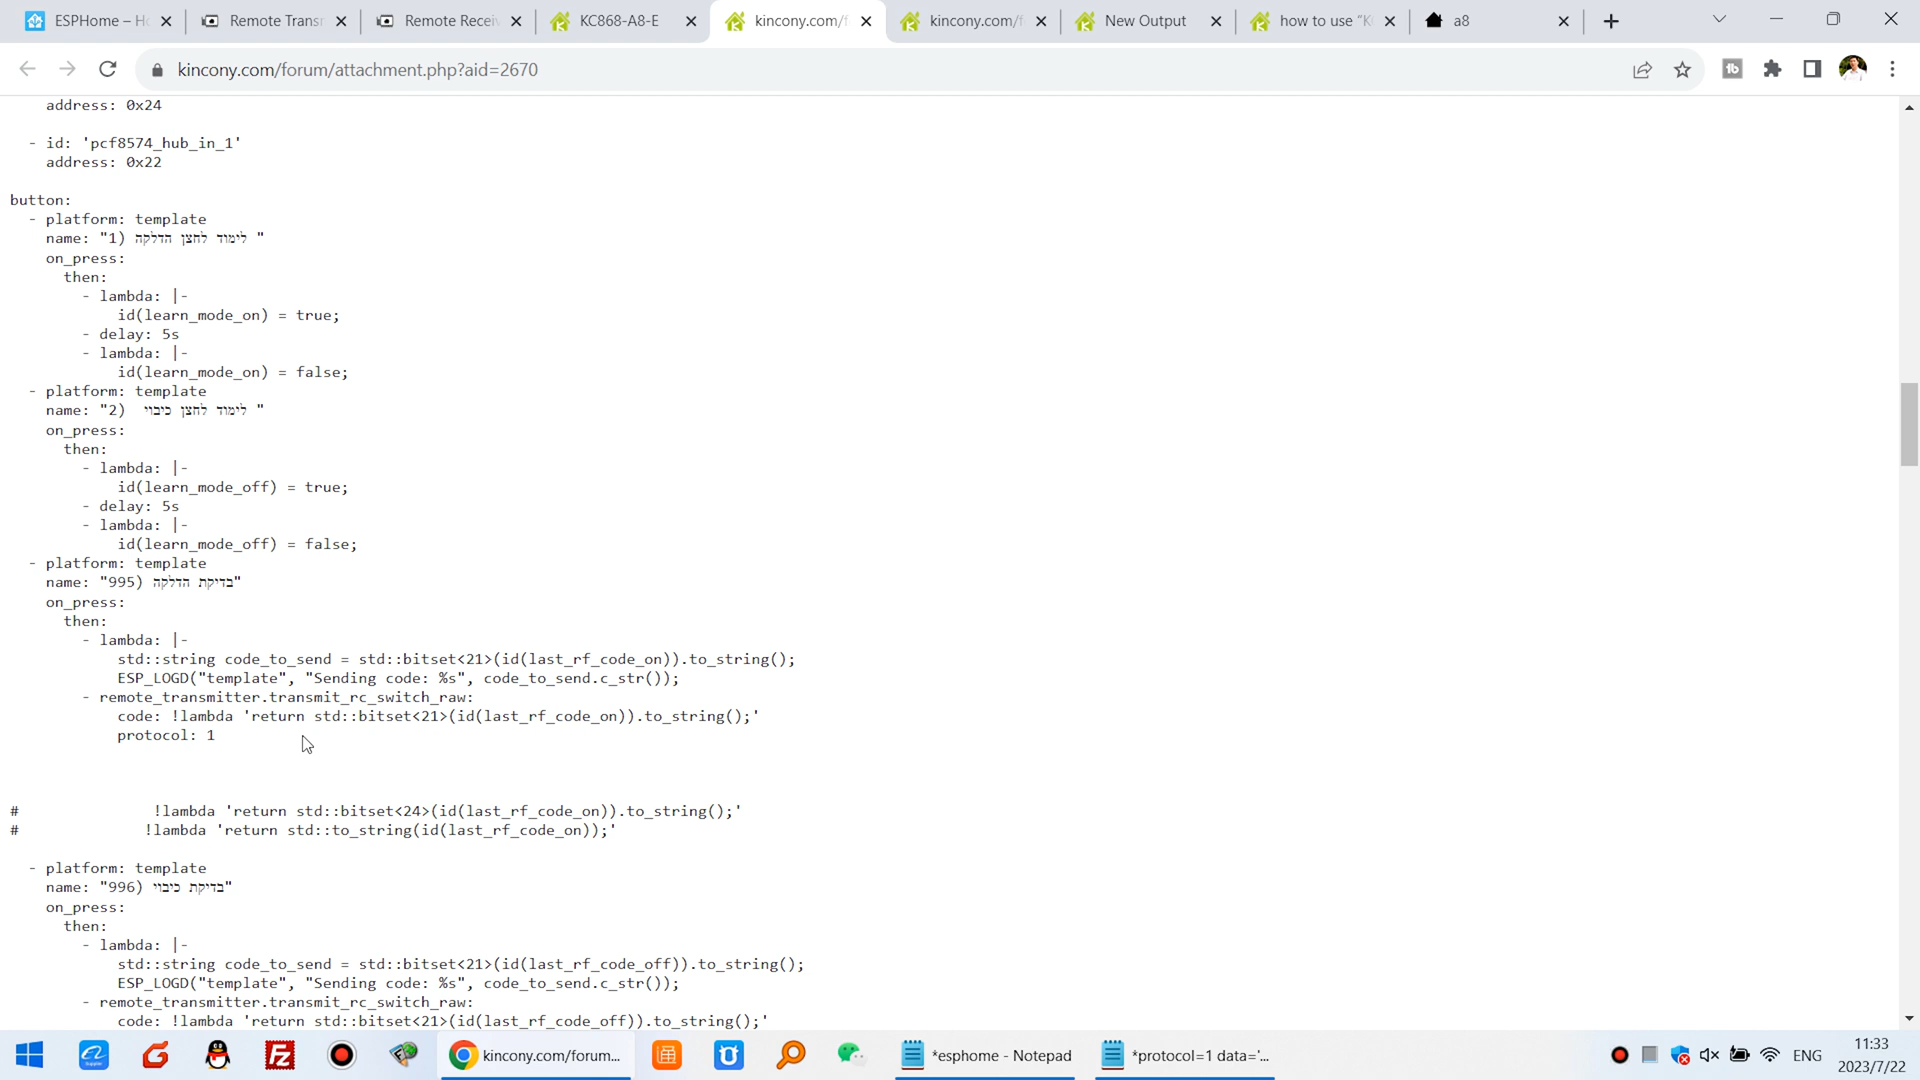 ESPHome – Ho
Remote Trans
Remote Receiv
KC868-A8-E
kincony.com/f
kincony.com/f
New Output
how to use "K
a8
kincony.com/forum/attachment.php?aid=2670
address: 0x24
- id: 'pcf8574_hub_in_1'
address: 0x22
button:
- platform: template
name: "1) לימוד לחצן הדלקה "
on_press:
then:
- lambda: |-
id(learn_mode_on) = true;
- delay: 5s
- lambda: |-
id(learn_mode_on) = false;
- platform: template
name: "2)  לימוד לחצן כיבוי "
on_press:
then:
- lambda: |-
id(learn_mode_off) = true;
- delay: 5s
- lambda: |-
id(learn_mode_off) = false;
- platform: template
name: "995) בדיקת הדלקה"
on_press:
then:
- lambda: |-
std::string code_to_send = std::bitset<21>(id(last_rf_code_on)).to_string();
ESP_LOGD("template", "Sending code: %s", code_to_send.c_str());
- remote_transmitter.transmit_rc_switch_raw:
code: !lambda 'return std::bitset<21>(id(last_rf_code_on)).to_string();'
protocol: 1
# !lambda 'return std::bitset<24>(id(last_rf_code_on)).to_string();'
# !lambda 'return std::to_string(id(last_rf_code_on));'
- platform: template
name: "996) בדיקת כיבוי"
on_press:
then:
- lambda: |-
std::string code_to_send = std::bitset<21>(id(last_rf_code_off)).to_string();
ESP_LOGD("template", "Sending code: %s", code_to_send.c_str());
- remote_transmitter.transmit_rc_switch_raw:
code: !lambda 'return std::bitset<21>(id(last_rf_code_off)).to_string();'
kincony.com/forum...
*esphome - Notepad
*protocol=1 data='...
ENG
11:33
2023/7/22